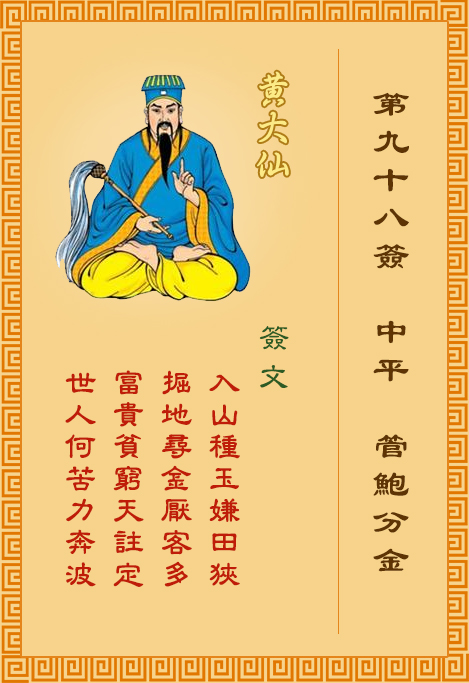 第九十八簽 中平 管鮑分金
黄大仙
簽文
入山種玉嫌田狹
掘地尋金厭客多
富貴貧窮天註定
世人何苦力奔波